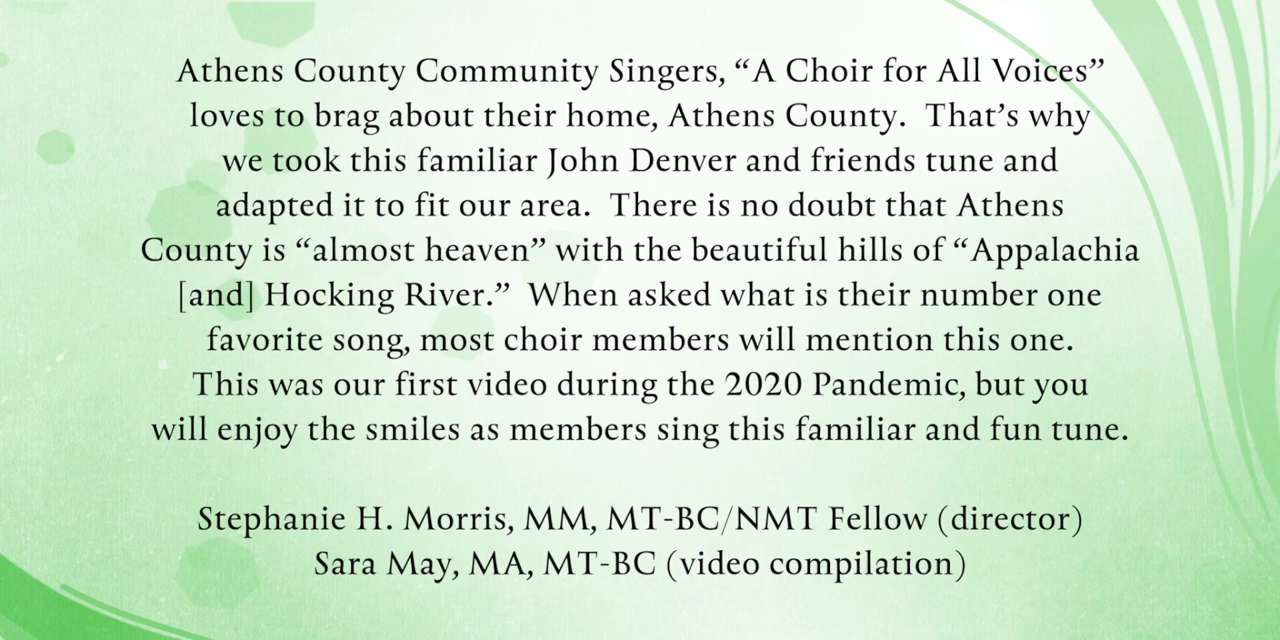 Athens County Community Singers, “A Choir for All Voices”
loves to brag about their home, Athens County.  That’s why
we took this familiar John Denver and friends tune and
adapted it to fit our area.  There is no doubt that Athens
County is “almost heaven” with the beautiful hills of “Appalachia
[and] Hocking River.”  When asked what is their number one
favorite song, most choir members will mention this one.
This was our first video during the 2020 Pandemic, but you
will enjoy the smiles as members sing this familiar and fun tune.
Stephanie H. Morris, MM, MT-BC/NMT Fellow (director)
Sara May, MA, MT-BC (video compilation)